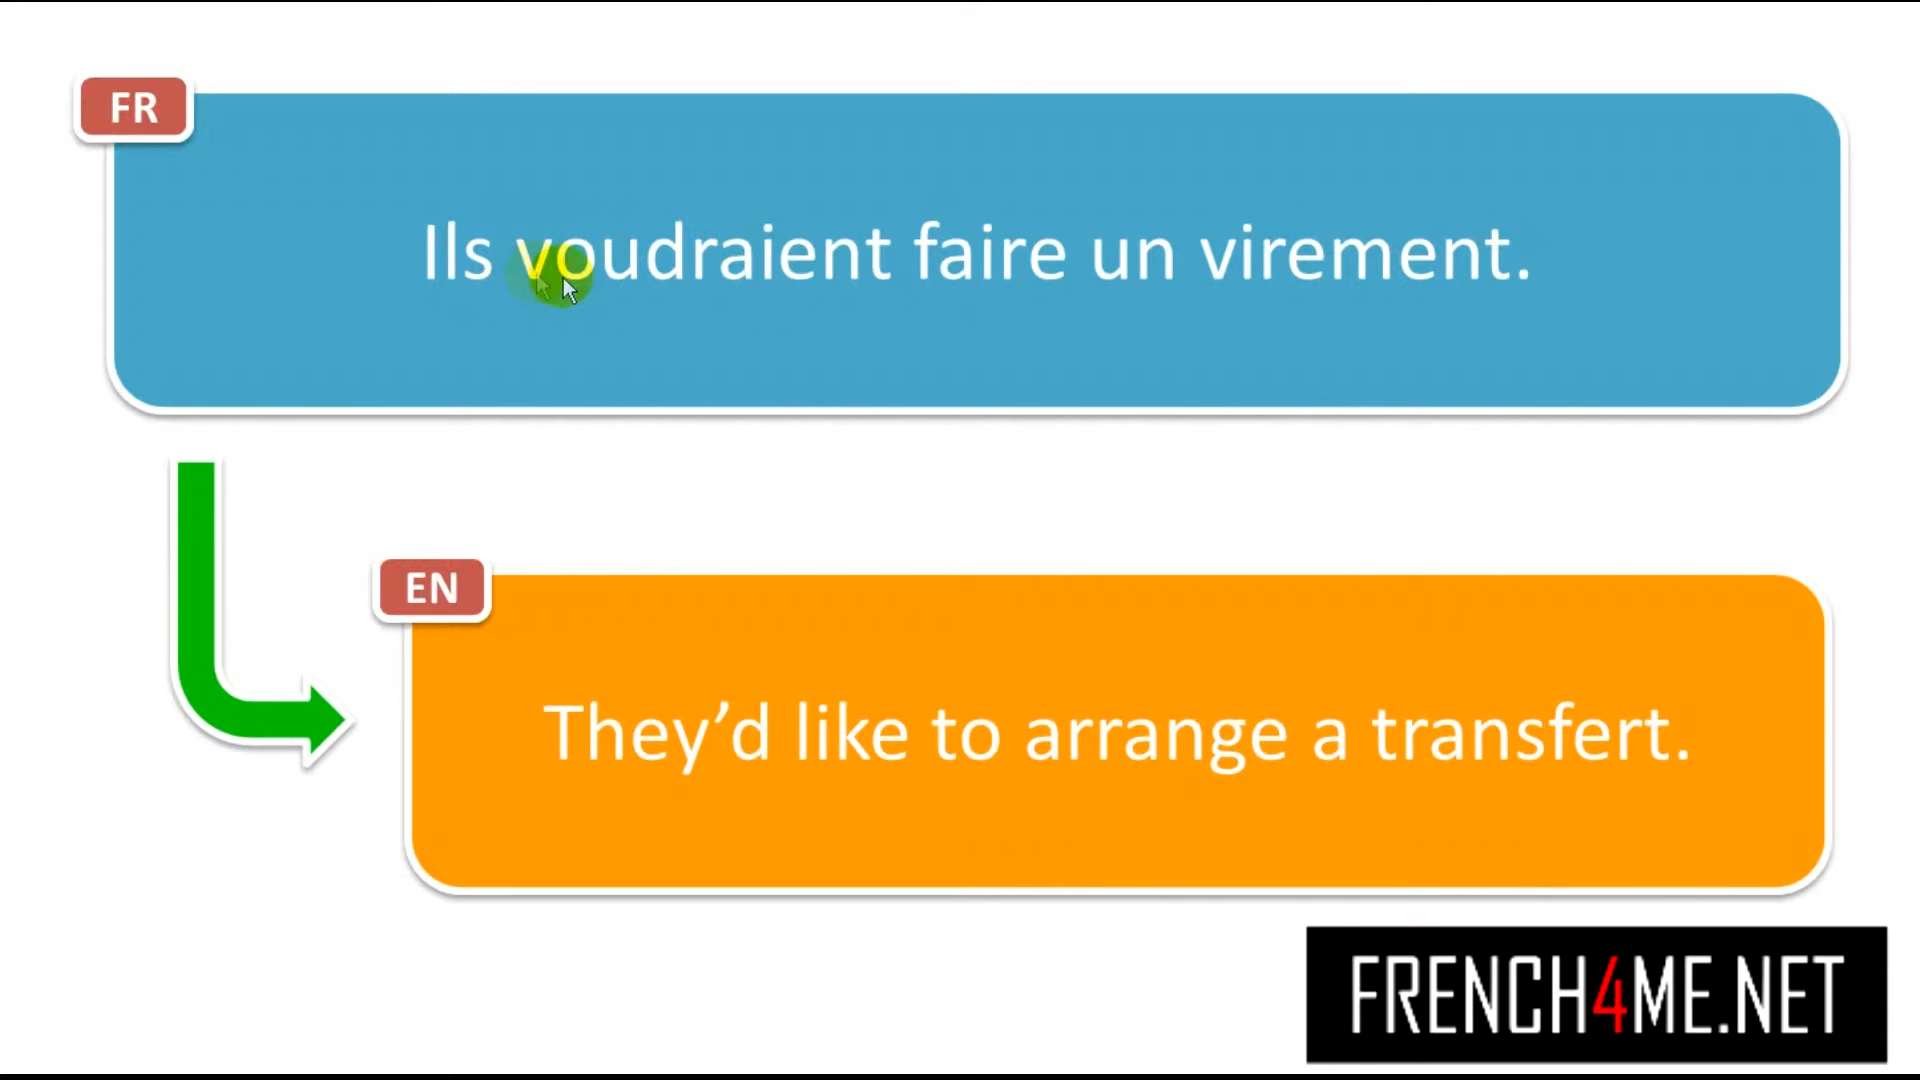 FR
Ils voudraient faire un virement.
EN
They’d like to arrange a transfert.
FRENCH4ME.NET